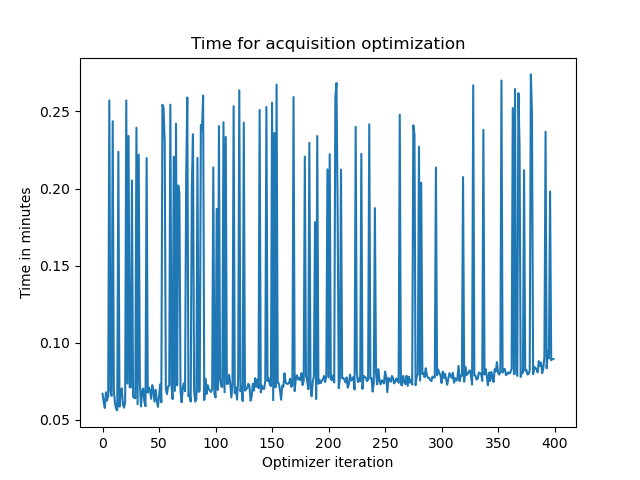 Time for acquisition optimization
Time in minutes
0.25
0.20
0.15
0.10
0.05
0 50 100 150 200 250 300 350 400
Optimizer iteration